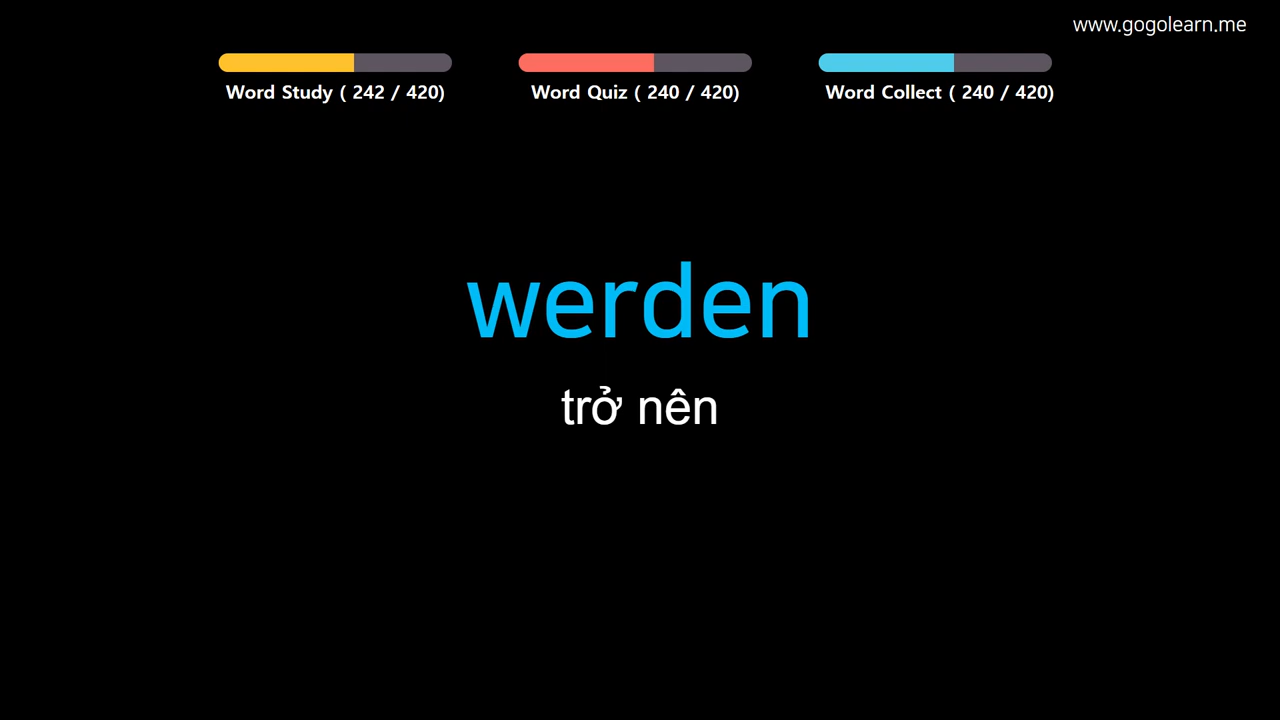 www.gogolearn.me
Word Study ( 242 / 420)
Word Quiz ( 240 / 420)
Word Collect ( 240 / 420)
werden
trở nên